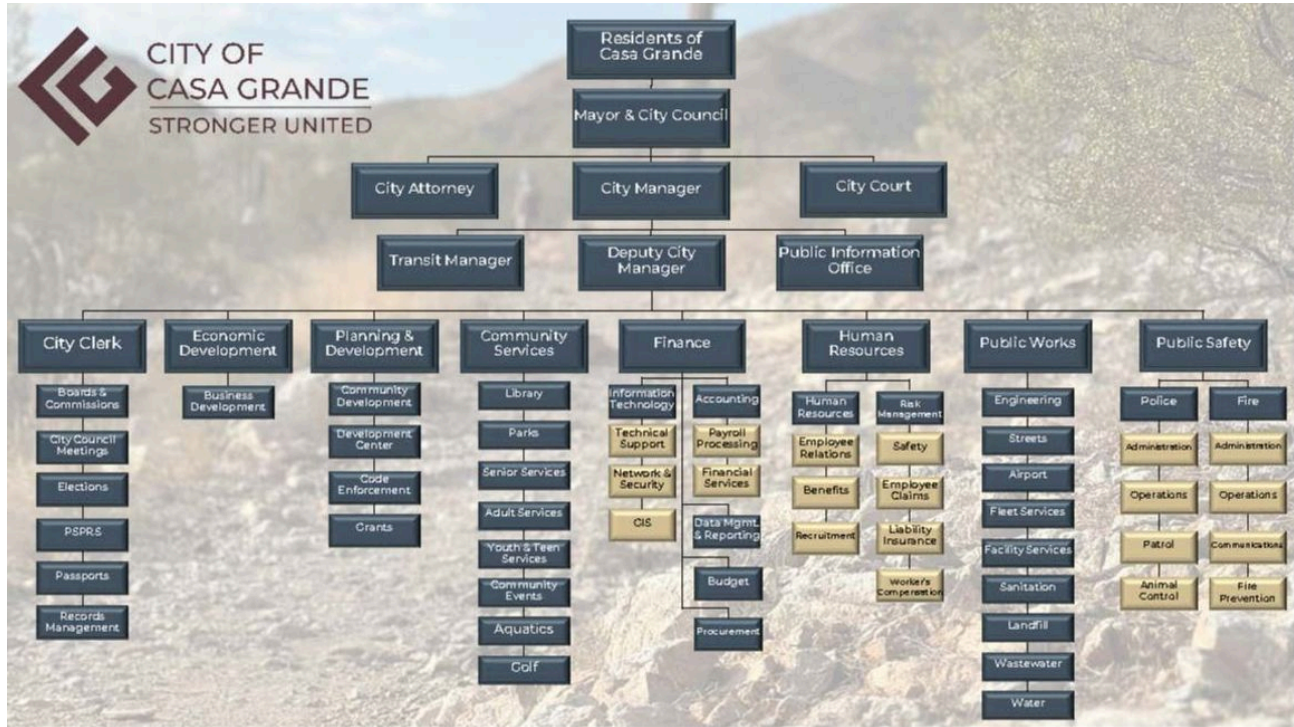 CITY OF
CASA GRANDE
STRONGER UNITED
Residents of
Casa Grande
Mayor & City Council
City Attorney
City Manager
City Court
Transit Manager
Deputy City
Manager
Public Information
Office
City Clerk
Economic
Development
Planning &
Development
Community
Services
Finance
Human
Resources
Public Works
Public Safety
Boards &
Commissions
City Council
Meetings
Elections
PSPRS
Passports
Records
Management
Business
Development
Community
Development
Development
Center
Code
Enforcement
Grants
Library
Parks
Senior Services
Adult Services
Youth & Teen
Services
Community
Events
Aquatics
Golf
Information
Technology
Technical
Support
Network &
Security
GIS
Accounting
Payroll
Processing
Financial
Services
Data Mgmt.
& Reporting
Budget
Procurement
Human
Resources
Employee
Relations
Benefits
Recruitment
Risk
Management
Safety
Employee
Claims
Liability
Insurance
Worker's
Compensation
Engineering
Streets
Airport
Fleet Services
Facility Services
Sanitation
Landfill
Wastewater
Water
Police
Administration
Operations
Patrol
Animal
Control
Fire
Administration
Operations
Communications
Fire
Prevention